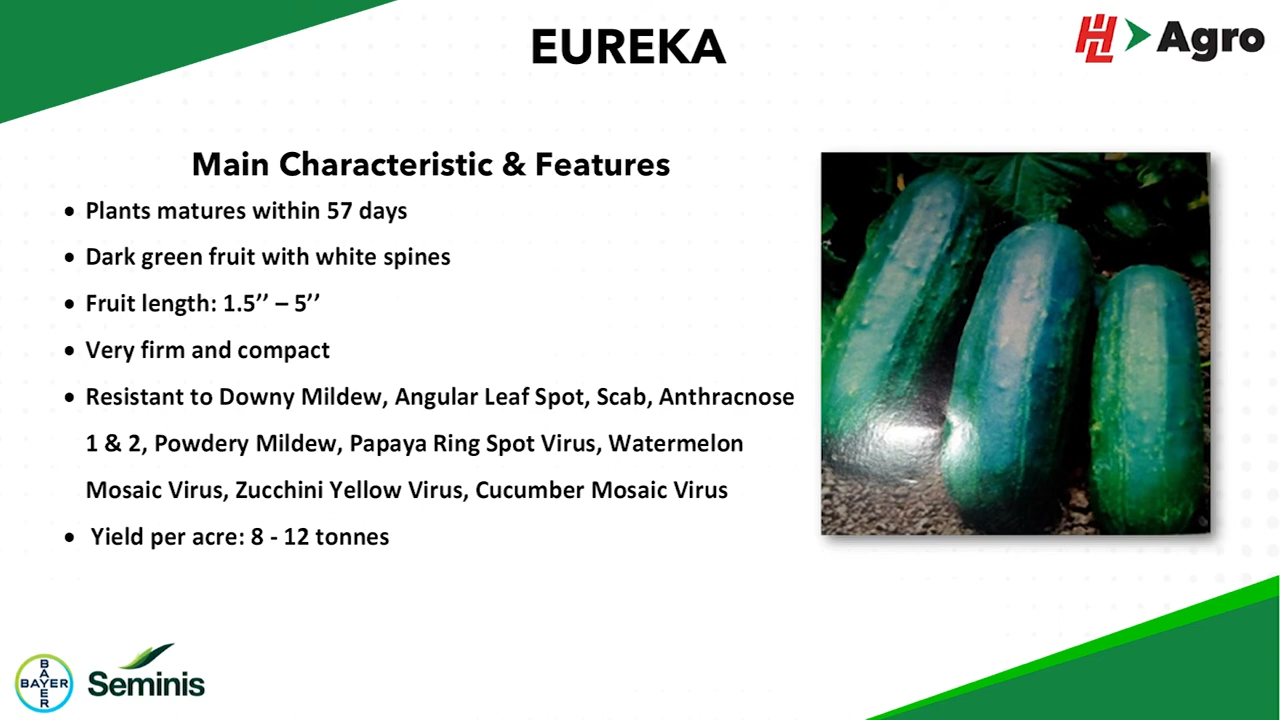 EUREKA
HHL Agro
Main Characteristic & Features
• Plants matures within 57 days
• Dark green fruit with white spines
• Fruit length: 1.5’’ – 5’’
• Very firm and compact
• Resistant to Downy Mildew, Angular Leaf Spot, Scab, Anthracnose
1 & 2, Powdery Mildew, Papaya Ring Spot Virus, Watermelon
Mosaic Virus, Zucchini Yellow Virus, Cucumber Mosaic Virus
• Yield per acre: 8 - 12 tonnes
BAYER
BAYER
Seminis